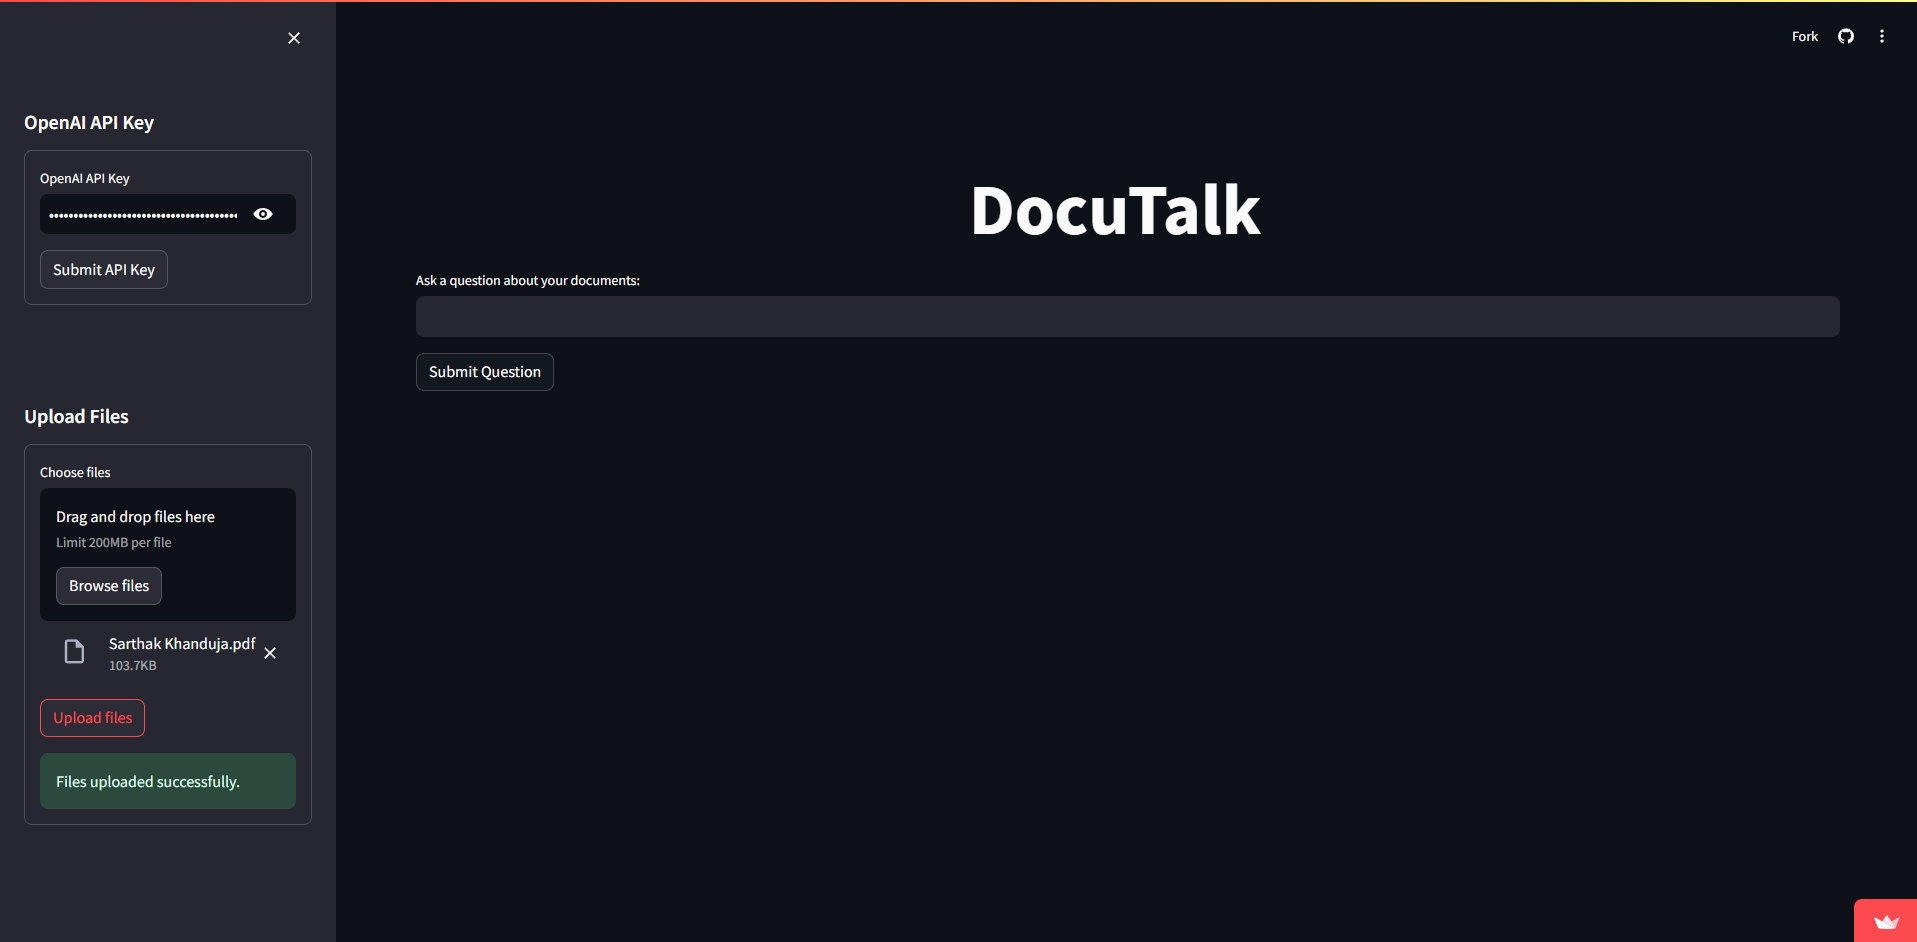 Fork
OpenAI API Key
OpenAI API Key
Submit API Key
Upload Files
Choose files
Drag and drop files here
Limit 200MB per file
Browse files
Sarthak Khanduja.pdf
103.7KB
Upload files
Files uploaded successfully.
DocuTalk
Ask a question about your documents:
Submit Question